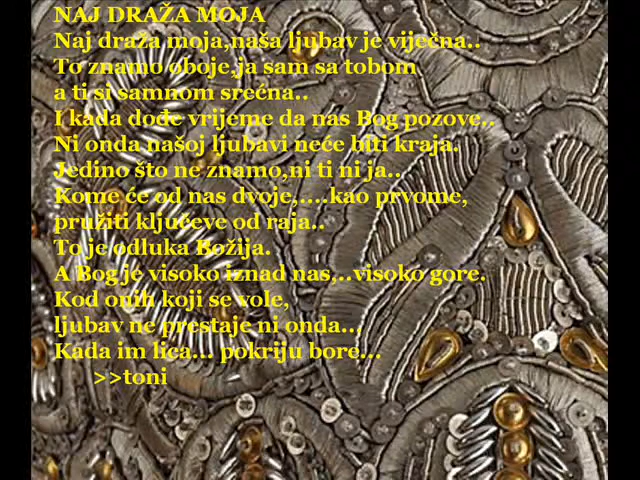 NAJ DRAŽA MOJA
Naj draža moja,naša ljubav je viječna..
To znamo oboje,ja sam sa tobom
a ti si samnom srećna..
I kada dođe vrijeme da nas Bog pozove..
Ni onda našoj ljubavi neće biti kraja.
Jedino što ne znamo,ni ti ni ja..
Kome će od nas dvoje,....kao prvome,
pružiti ključeve od raja..
To je odluka Božija.
A Bog je visoko iznad nas,..visoko gore.
Kod onih koji se vole,
ljubav ne prestaje ni onda...
Kada im lica... pokriju bore...
>>toni